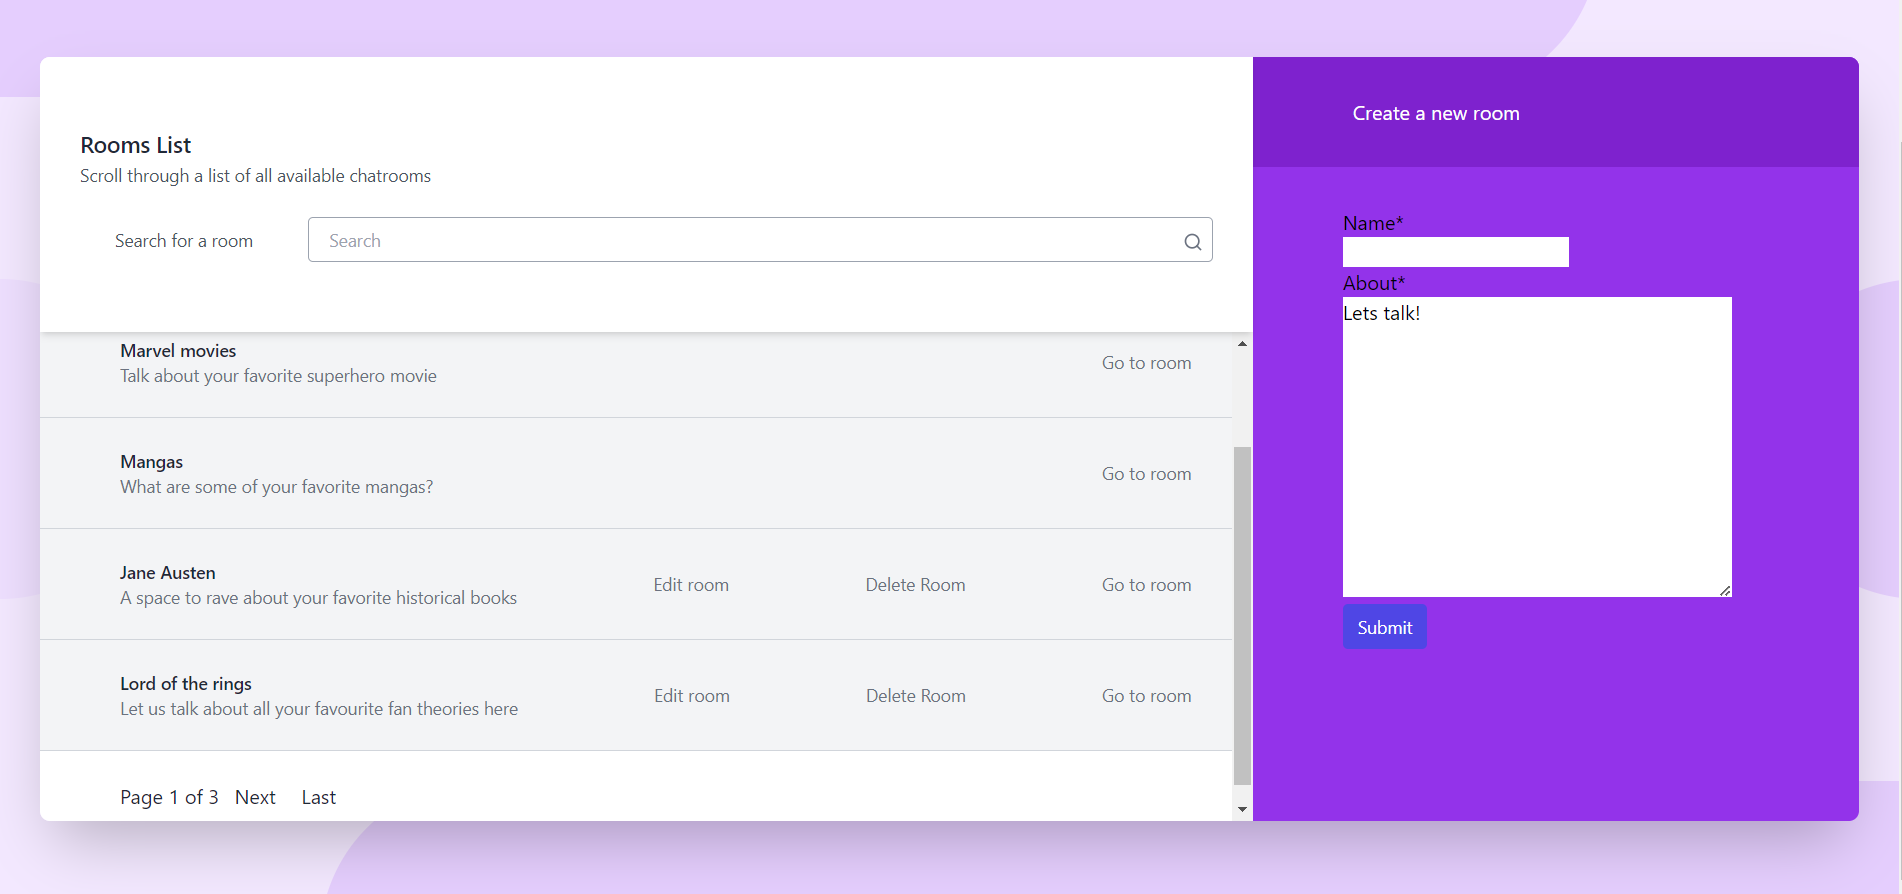 Rooms List
Scroll through a list of all available chatrooms
Search for a room
Search
Marvel movies
Talk about your favorite superhero movie
Go to room
Mangas
What are some of your favorite mangas?
Go to room
Jane Austen
A space to rave about your favorite historical books
Edit room
Delete Room
Go to room
Lord of the rings
Let us talk about all your favourite fan theories here
Edit room
Delete Room
Go to room
Page 1 of 3 Next Last
Create a new room
Name*
About*
Lets talk!
Submit